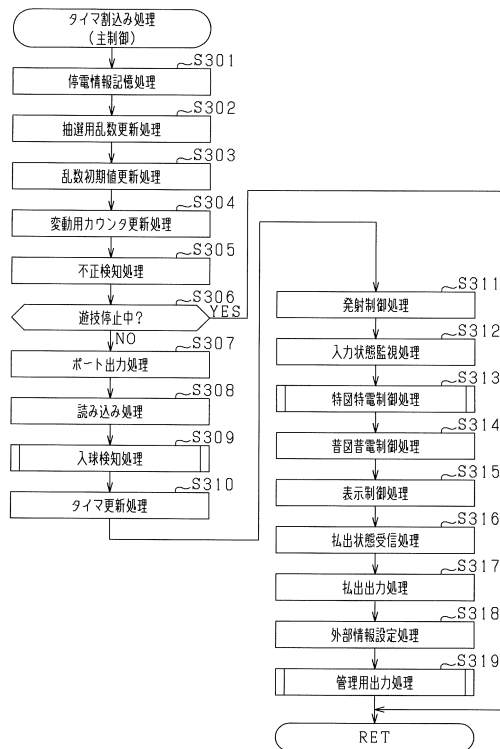 タイマ割込み処理
(主制御)
S301
停電情報記憶処理
S302
抽選用乱数更新処理
S303
乱数初期値更新処理
S304
変動用カウンタ更新処理
S305
不正検知処理
S306
遊技停止中?
YES
NO
S307
ポート出力処理
S308
読み込み処理
S309
入球検知処理
S310
タイマ更新処理
S311
発射制御処理
S312
入力状態監視処理
S313
特図特電制御処理
S314
普図普電制御処理
S315
表示制御処理
S316
払出状態受信処理
S317
払出出力処理
S318
外部情報設定処理
S319
管理用出力処理
RET